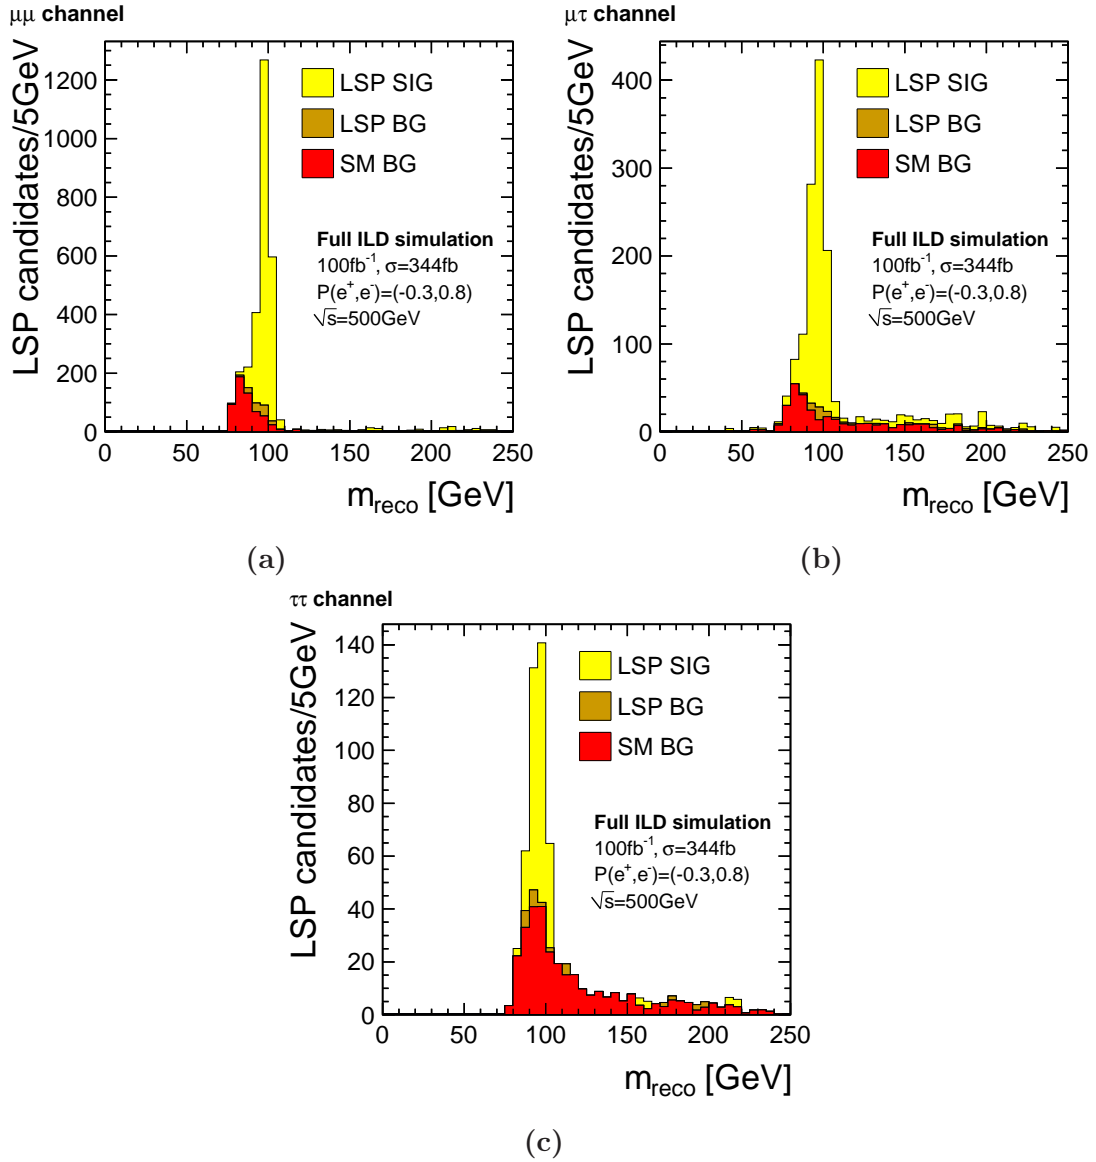 μμ channel
LSP candidates/5GeV
1200
1000
800
600
400
200
0
0 50 100 150 200 250
m_reco [GeV]
LSP SIG
LSP BG
SM BG
Full ILD simulation
100fb⁻¹, σ=344fb
P(e⁺,e⁻)=(-0.3,0.8)
√s=500GeV
(a)
μτ channel
LSP candidates/5GeV
400
300
200
100
0
0 50 100 150 200 250
m_reco [GeV]
LSP SIG
LSP BG
SM BG
Full ILD simulation
100fb⁻¹, σ=344fb
P(e⁺,e⁻)=(-0.3,0.8)
√s=500GeV
(b)
ττ channel
LSP candidates/5GeV
140
120
100
80
60
40
20
0
0 50 100 150 200 250
m_reco [GeV]
LSP SIG
LSP BG
SM BG
Full ILD simulation
100fb⁻¹, σ=344fb
P(e⁺,e⁻)=(-0.3,0.8)
√s=500GeV
(c)